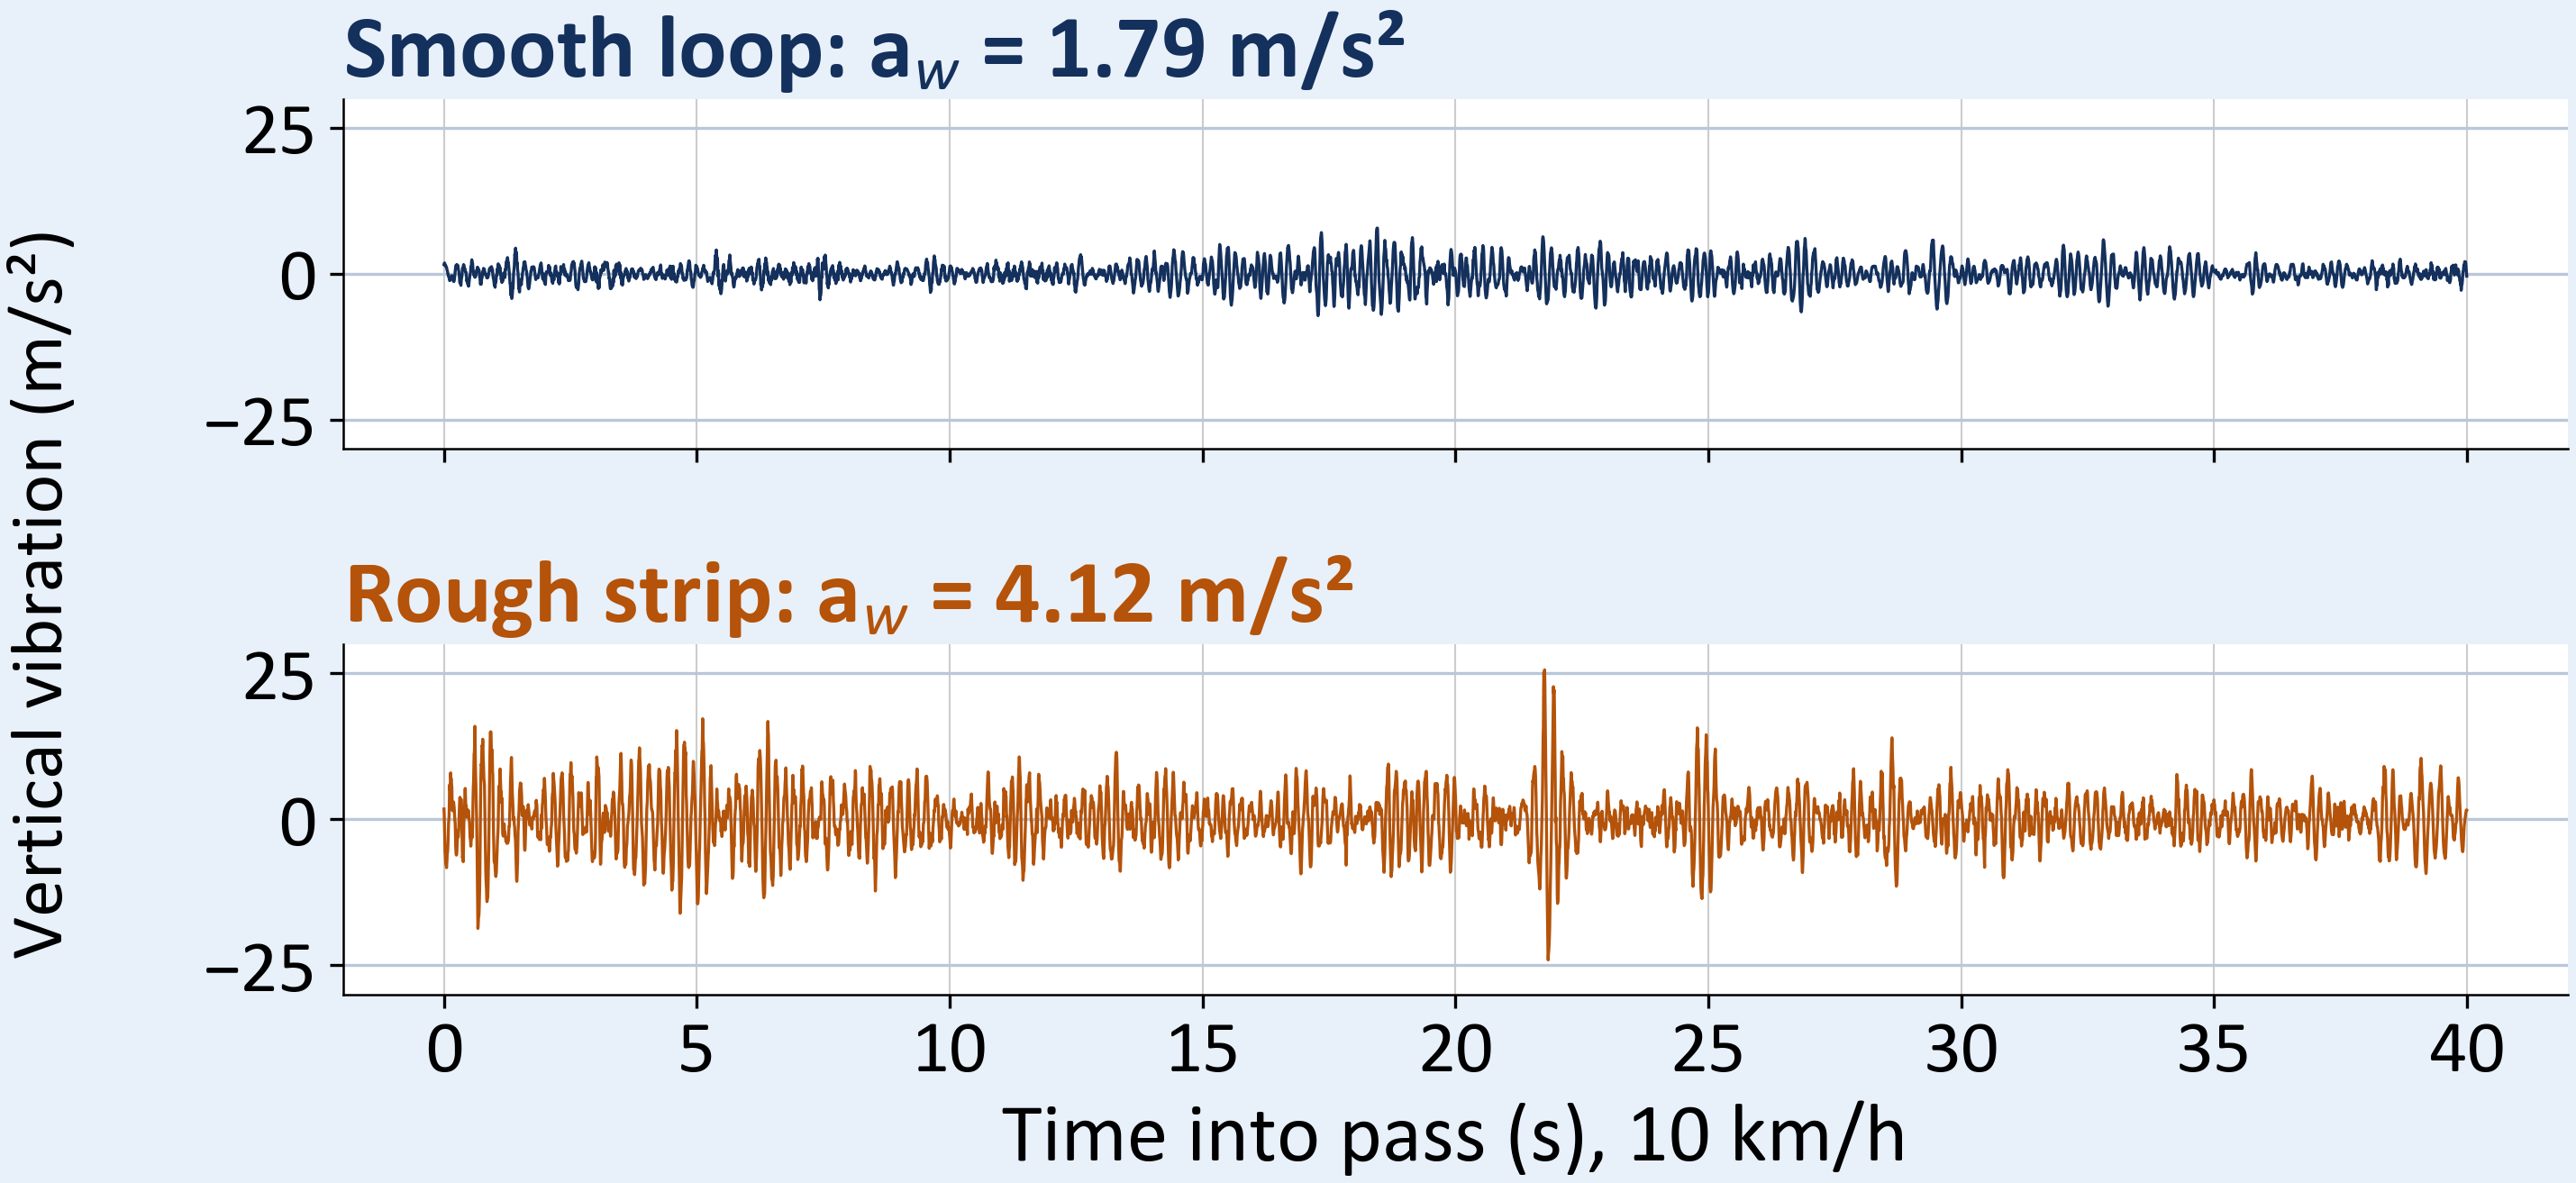 Smooth loop: a_w = 1.79 m/s²
25
0
−25
Vertical vibration (m/s²)
Rough strip: a_w = 4.12 m/s²
25
0
−25
0 5 10 15 20 25 30 35 40
Time into pass (s), 10 km/h